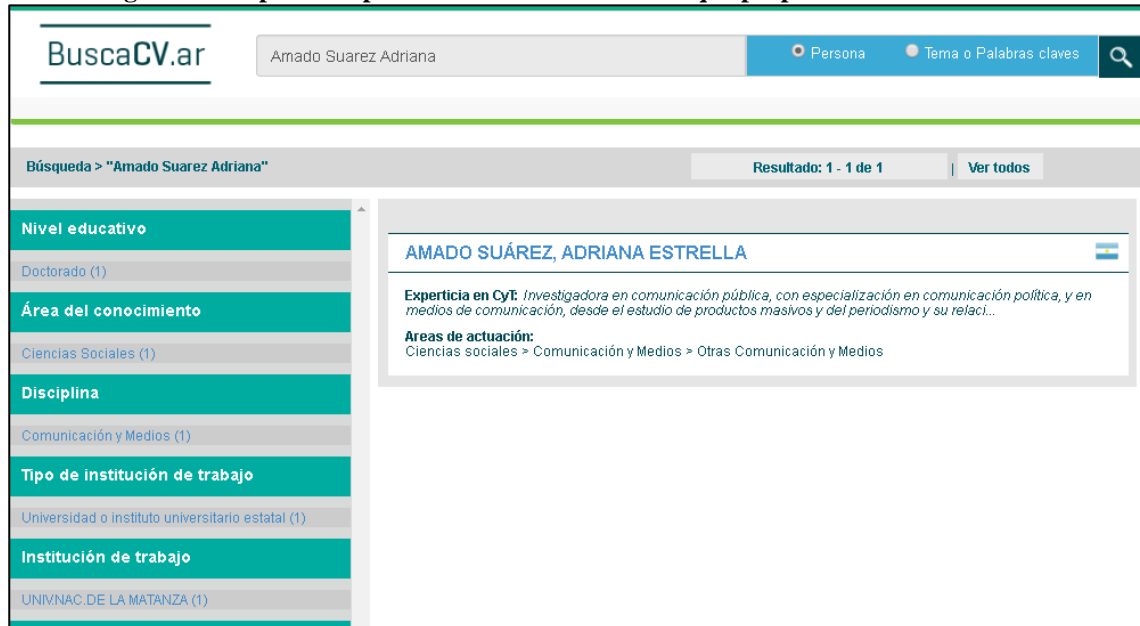 BuscaCV.ar
Amado Suarez Adriana
Persona
Tema o Palabras claves
Búsqueda > "Amado Suarez Adriana"
Resultado: 1 - 1 de 1
| Ver todos
Nivel educativo
Doctorado (1)
Área del conocimiento
Ciencias Sociales (1)
Disciplina
Comunicación y Medios (1)
Tipo de institución de trabajo
Universidad o instituto universitario estatal (1)
Institución de trabajo
UNIV.NAC.DE LA MATANZA (1)
AMADO SUÁREZ, ADRIANA ESTRELLA
Experticia en CyT: Investigadora en comunicación pública, con especialización en comunicación política, y en
medios de comunicación, desde el estudio de productos masivos y del periodismo y su relaci...
Areas de actuación:
Ciencias sociales > Comunicación y Medios > Otras Comunicación y Medios